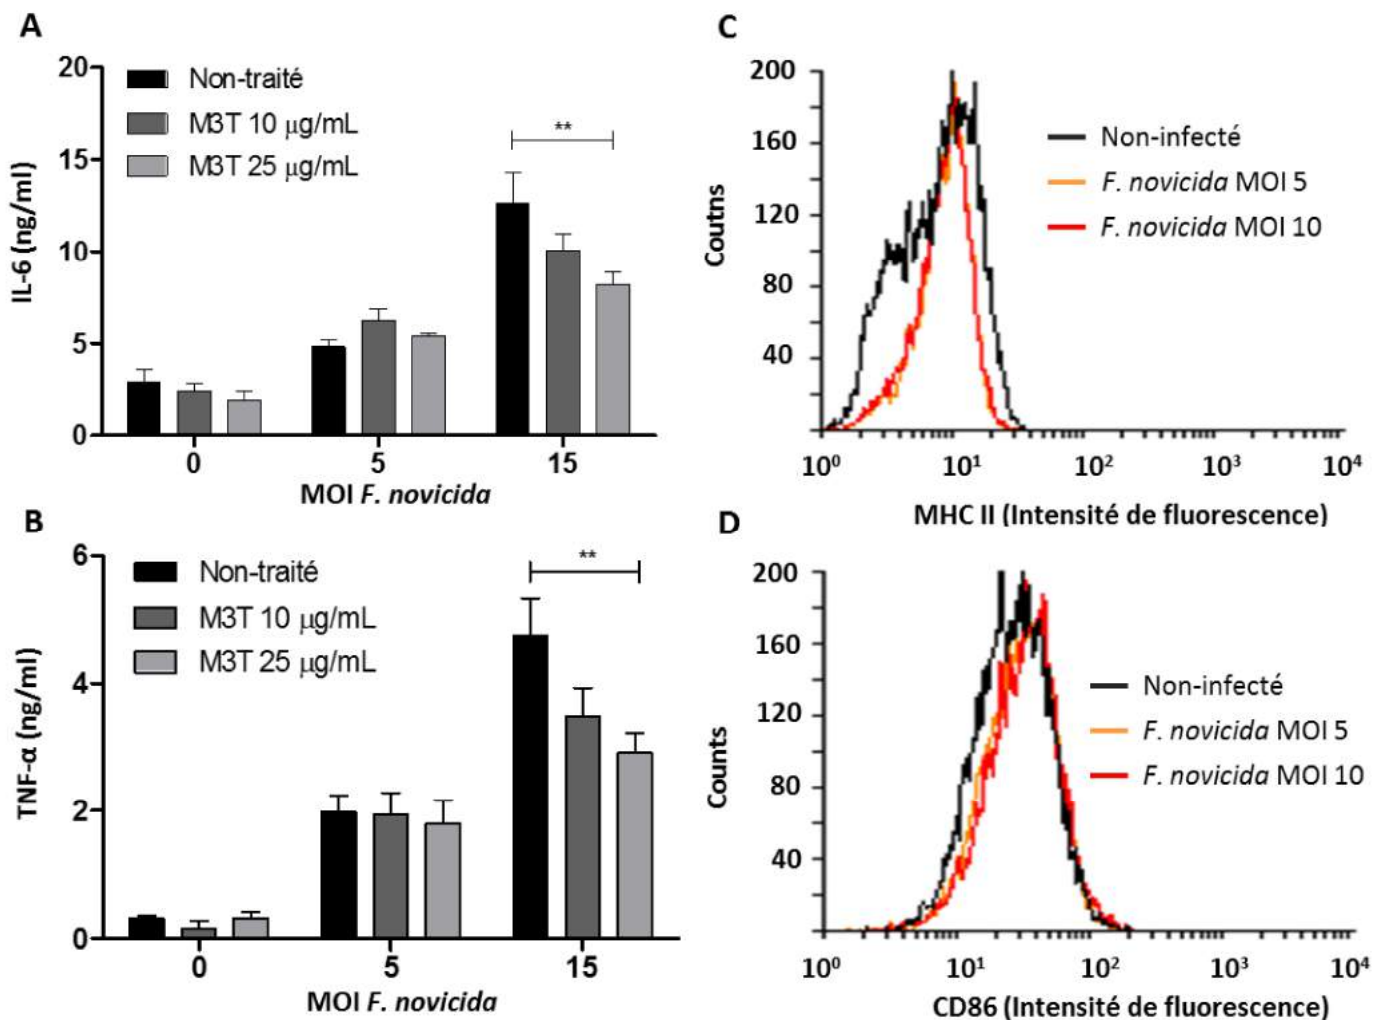 A
20
15
10
5
0
IL-6 (ng/ml)
Non-traité
M3T 10 µg/mL
M3T 25 µg/mL
**
0 5 15
MOI F. novicida
B
6
4
2
0
TNF-α (ng/ml)
Non-traité
M3T 10 µg/mL
M3T 25 µg/mL
**
0 5 15
MOI F. novicida
C
200
160
120
80
40
Coutns
Non-infecté
F. novicida MOI 5
F. novicida MOI 10
10⁰ 10¹ 10² 10³ 10⁴
MHC II (Intensité de fluorescence)
D
200
160
120
80
40
Counts
Non-infecté
F. novicida MOI 5
F. novicida MOI 10
10⁰ 10¹ 10² 10³ 10⁴
CD86 (Intensité de fluorescence)